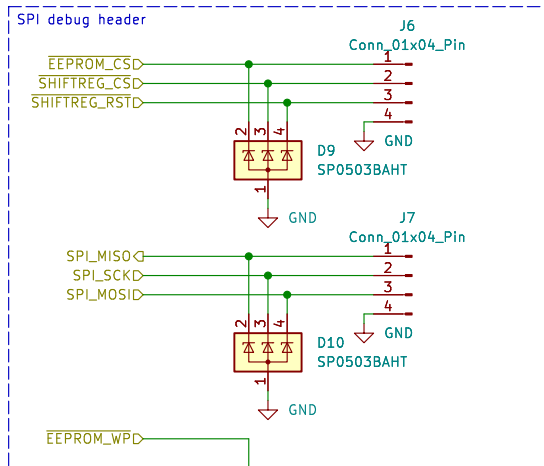 SPI debug header
J6
Conn_01x04_Pin
EEPROM_CS
1
SHIFTREG_CS
2
SHIFTREG_RST
3
4
GND
2 3 4
D9
SP0503BAHT
1
GND
J7
Conn_01x04_Pin
SPI_MISO
1
SPI_SCK
2
SPI_MOSI
3
4
GND
2 3 4
D10
SP0503BAHT
1
GND
EEPROM_WP